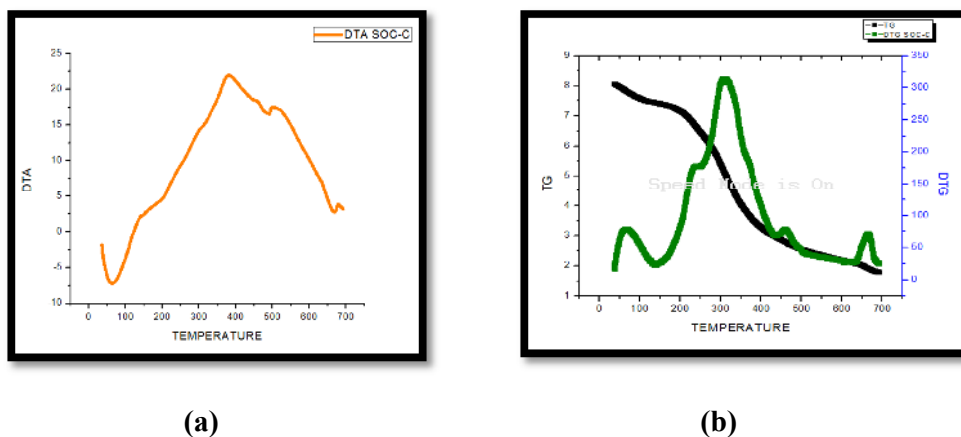 DTA SOC-C
25
20
15
10
5
0
-5
10
DTA
0 100 200 300 400 500 600 700
TEMPERATURE
(a)
TG
DTG SOC-C
9
8
7
6
5
4
3
2
1
TG
350
300
250
200
150
100
50
0
DTG
Speed Mode is On
0 100 200 300 400 500 600 700
TEMPERATURE
(b)